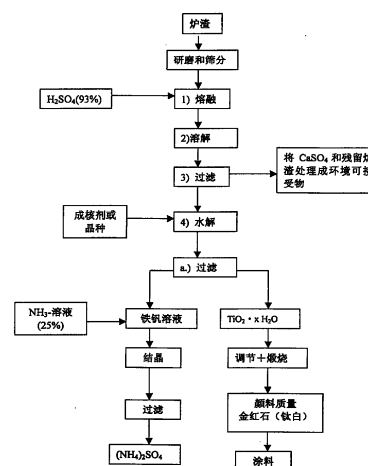 炉渣
研磨和筛分
H₂SO₄(93%)
1) 熔融
2)溶解
3) 过滤
将 CaSO₄ 和残留炉
渣处理成环境可接
受物
成核剂或
晶种
4) 水解
a.) 过滤
NH₃-溶液
(25%)
铁钒溶液
TiO₂・x H₂O
结晶
调节＋煅烧
过滤
颜料质量
金红石（钛白）
(NH₄)₂SO₄
涂料